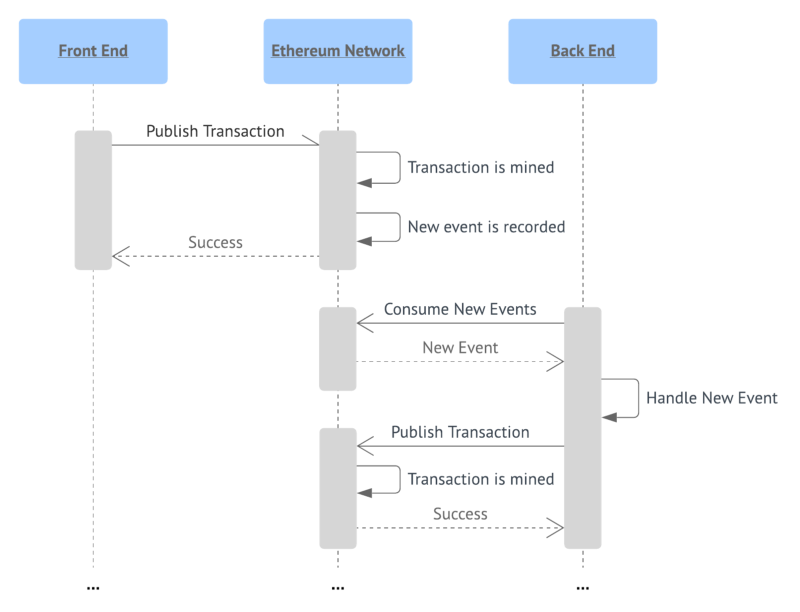 Front End
Ethereum Network
Back End
Publish Transaction
Transaction is mined
New event is recorded
Success
Consume New Events
New Event
Handle New Event
Publish Transaction
Transaction is mined
Success
...
...
...